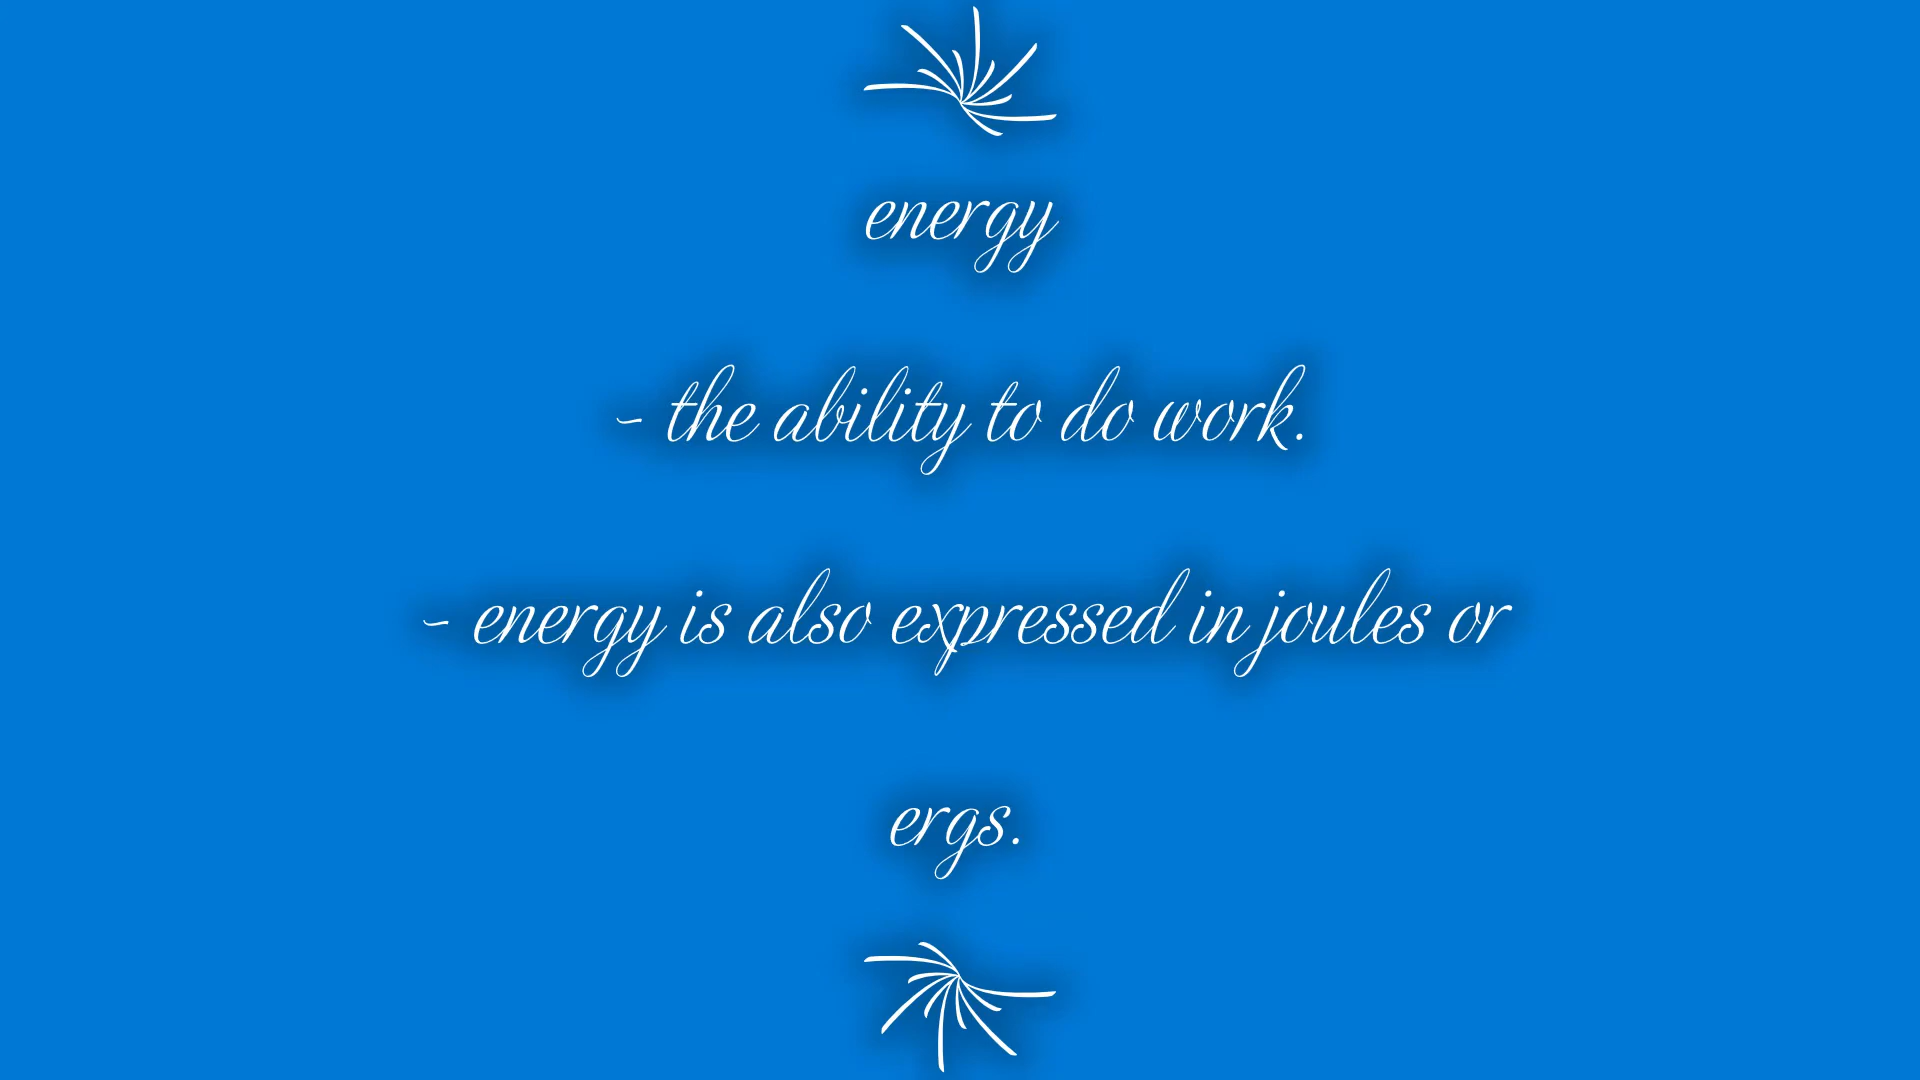 energy
- the ability to do work.
- energy is also expressed in joules or
ergs.